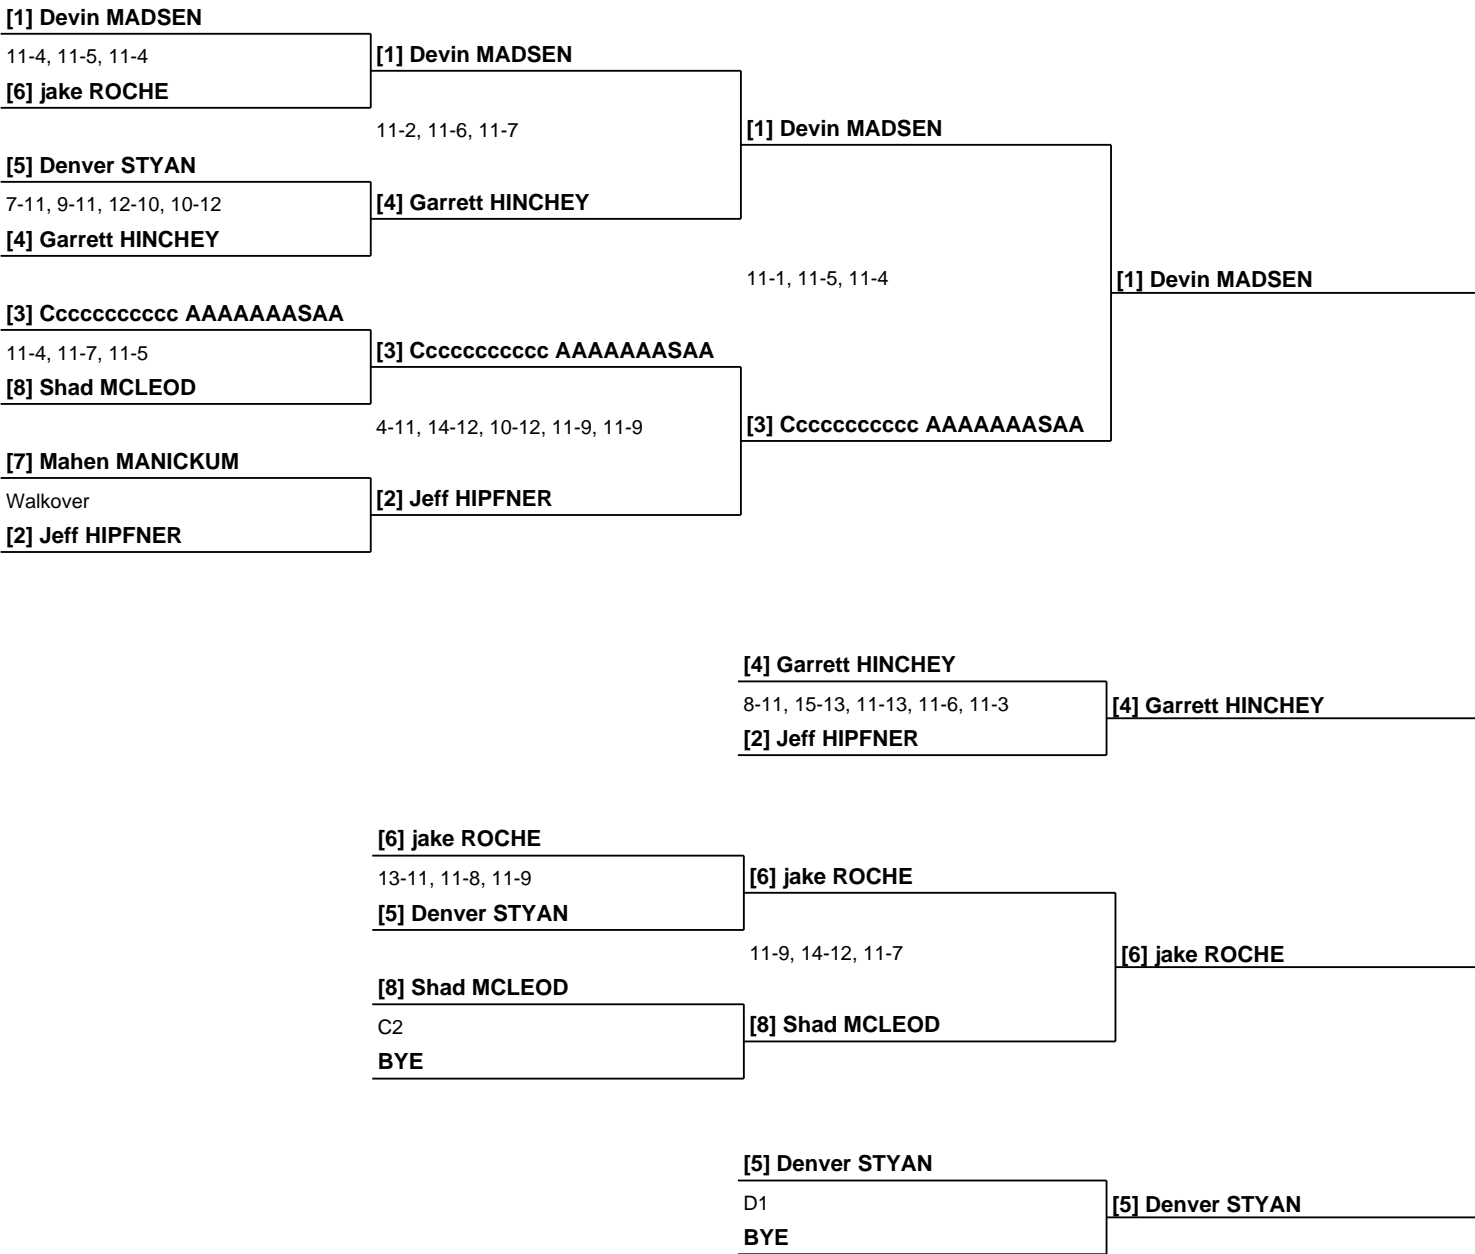 [1] Devin MADSEN
11-4, 11-5, 11-4
[1] Devin MADSEN
[6] jake ROCHE
11-2, 11-6, 11-7
[1] Devin MADSEN
[5] Denver STYAN
7-11, 9-11, 12-10, 10-12
[4] Garrett HINCHEY
[4] Garrett HINCHEY
11-1, 11-5, 11-4
[1] Devin MADSEN
[3] Ccccccccccc AAAAAAASAA
11-4, 11-7, 11-5
[3] Ccccccccccc AAAAAAASAA
[8] Shad MCLEOD
4-11, 14-12, 10-12, 11-9, 11-9
[3] Ccccccccccc AAAAAAASAA
[7] Mahen MANICKUM
Walkover
[2] Jeff HIPFNER
[2] Jeff HIPFNER
[4] Garrett HINCHEY
8-11, 15-13, 11-13, 11-6, 11-3
[4] Garrett HINCHEY
[2] Jeff HIPFNER
[6] jake ROCHE
13-11, 11-8, 11-9
[6] jake ROCHE
[5] Denver STYAN
11-9, 14-12, 11-7
[6] jake ROCHE
[8] Shad MCLEOD
C2
[8] Shad MCLEOD
BYE
[5] Denver STYAN
D1
[5] Denver STYAN
BYE